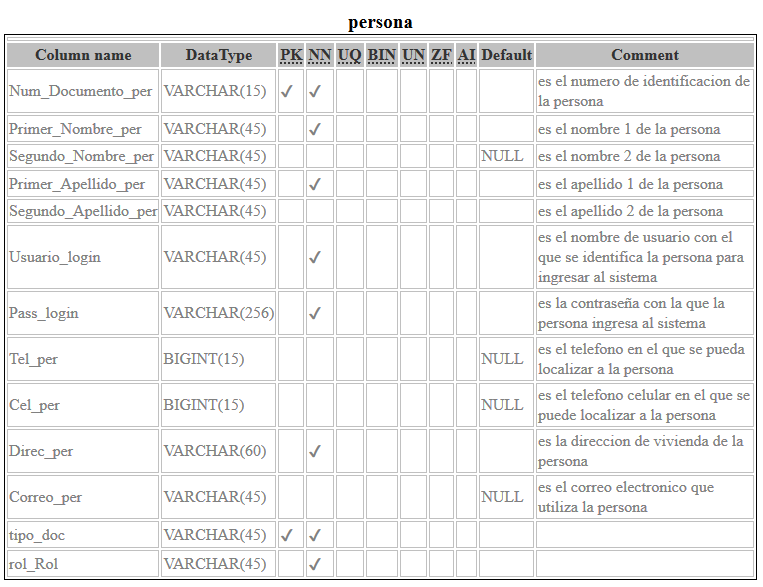 persona
Column name DataType PK NN UQ BIN UN ZF AI Default Comment
Num_Documento_per VARCHAR(15) ✓ ✓ es el numero de identificacion de
la persona
Primer_Nombre_per VARCHAR(45) ✓ es el nombre 1 de la persona
Segundo_Nombre_per VARCHAR(45) NULL es el nombre 2 de la persona
Primer_Apellido_per VARCHAR(45) ✓ es el apellido 1 de la persona
Segundo_Apellido_per VARCHAR(45) es el apellido 2 de la persona
Usuario_login VARCHAR(45) ✓ es el nombre de usuario con el
que se identifica la persona para
ingresar al sistema
Pass_login VARCHAR(256) ✓ es la contraseña con la que la
persona ingresa al sistema
Tel_per BIGINT(15) NULL es el telefono en el que se pueda
localizar a la persona
Cel_per BIGINT(15) NULL es el telefono celular en el que se
puede localizar a la persona
Direc_per VARCHAR(60) ✓ es la direccion de vivienda de la
persona
Correo_per VARCHAR(45) NULL es el correo electronico que
utiliza la persona
tipo_doc VARCHAR(45) ✓ ✓
rol_Rol VARCHAR(45) ✓